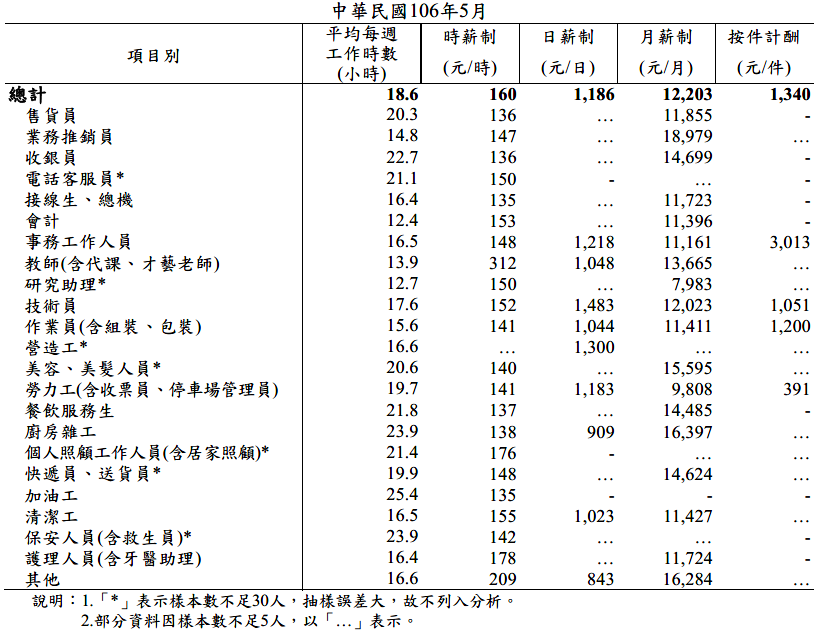 中華民國106年5月
項目別 平均每週工作時數(小時) 時薪制(元/時) 日薪制(元/日) 月薪制(元/月) 按件計酬(元/件)
總計 18.6 160 1,186 12,203 1,340
售貨員 20.3 136 … 11,855 -
業務推銷員 14.8 147 … 18,979 …
收銀員 22.7 136 … 14,699 -
電話客服員* 21.1 150 - … -
接線生、總機 16.4 135 … 11,723 -
會計 12.4 153 … 11,396 -
事務工作人員 16.5 148 1,218 11,161 3,013
教師(含代課、才藝老師) 13.9 312 1,048 13,665 …
研究助理* 12.7 150 … 7,983 …
技術員 17.6 152 1,483 12,023 1,051
作業員(含組裝、包裝) 15.6 141 1,044 11,411 1,200
營造工* 16.6 … 1,300 … …
美容、美髮人員* 20.6 140 … 15,595 …
勞力工(含收票員、停車場管理員) 19.7 141 1,183 9,808 391
餐飲服務生 21.8 137 … 14,485 -
廚房雜工 23.9 138 909 16,397 …
個人照顧工作人員(含居家照顧)* 21.4 176 - … …
快遞員、送貨員* 19.9 148 … 14,624 …
加油工 25.4 135 - - -
清潔工 16.5 155 1,023 11,427 …
保安人員(含救生員)* 23.9 142 … … -
護理人員(含牙醫助理) 16.4 178 … 11,724 -
其他 16.6 209 843 16,284 …
說明：1.「*」表示樣本數不足30人，抽樣誤差大，故不列入分析。
2.部分資料因樣本數不足5人，以「…」表示。